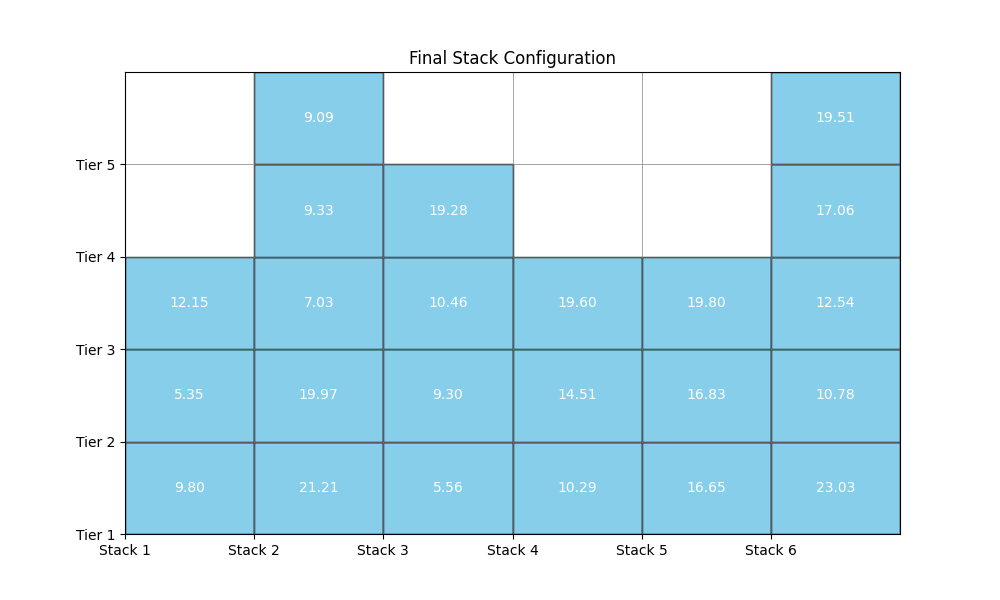 Final Stack Configuration
9.09 19.51
Tier 5
9.33 19.28 17.06
Tier 4
12.15 7.03 10.46 19.60 19.80 12.54
Tier 3
5.35 19.97 9.30 14.51 16.83 10.78
Tier 2
9.80 21.21 5.56 10.29 16.65 23.03
Tier 1
Stack 1 Stack 2 Stack 3 Stack 4 Stack 5 Stack 6